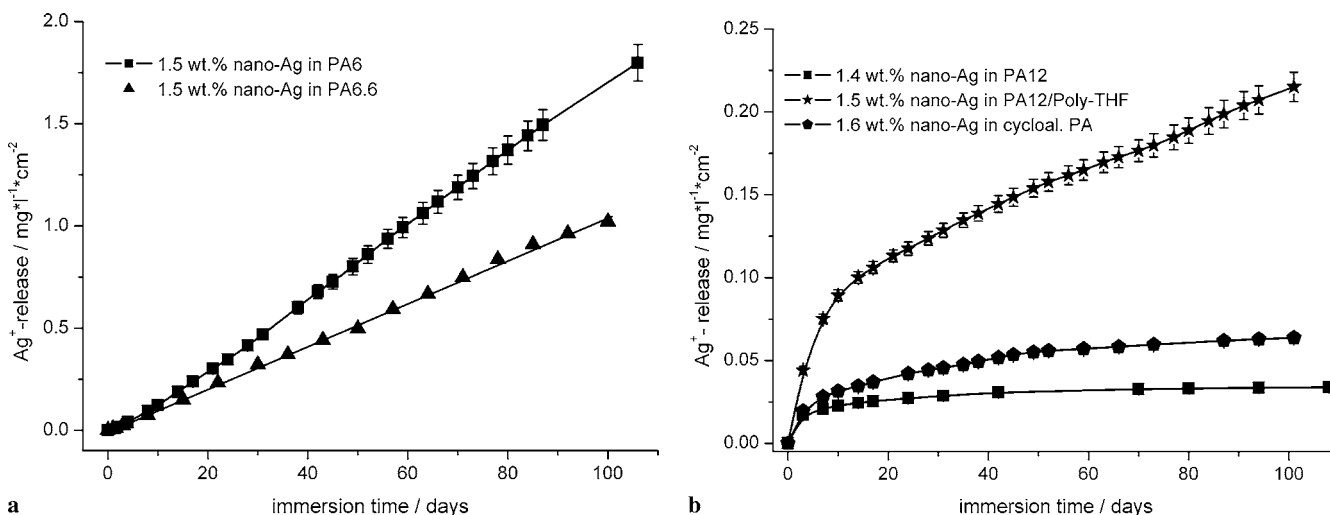 2.0
1.5
1.0
0.5
0.0
Ag⁺-release / mg*l⁻¹*cm⁻²
1.5 wt.% nano-Ag in PA6
1.5 wt.% nano-Ag in PA6.6
0 20 40 60 80 100
immersion time / days
a
0.25
0.20
0.15
0.10
0.05
0.00
Ag⁺- release / mg*l⁻¹*cm⁻²
1.4 wt.% nano-Ag in PA12
1.5 wt.% nano-Ag in PA12/Poly-THF
1.6 wt.% nano-Ag in cycloal. PA
0 20 40 60 80 100
immersion time / days
b